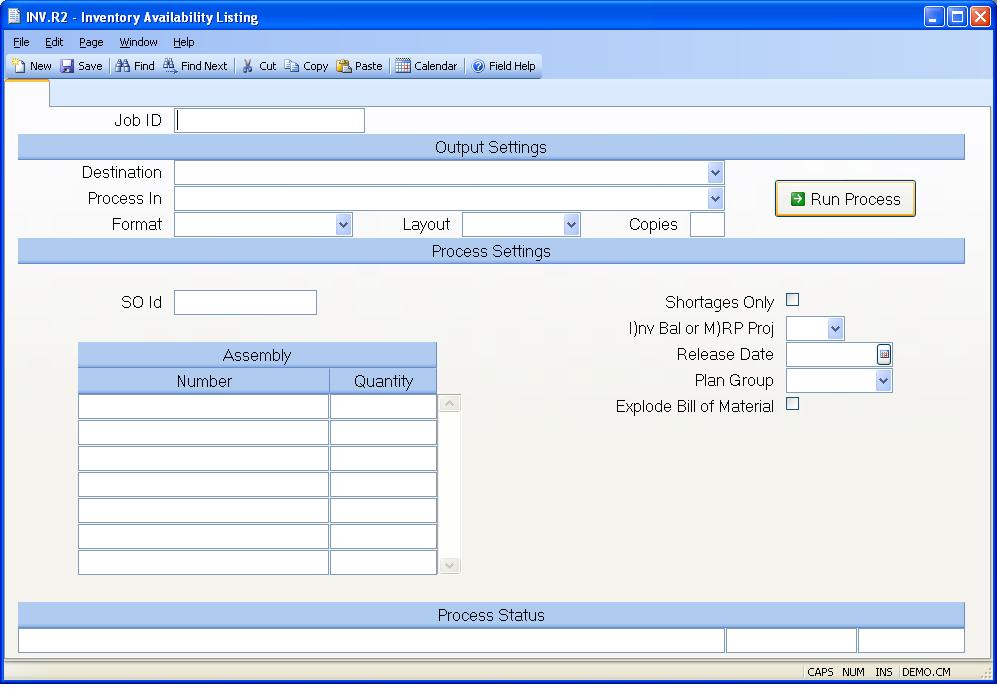 INV.R2 - Inventory Availability Listing
File Edit Page Window Help
New Save Find Find Next Cut Copy Paste Calendar Field Help
Job ID
Output Settings
Destination
Process In
Run Process
Format Layout Copies
Process Settings
SO Id
Shortages Only
I)nv Bal or M)RP Proj
Release Date
Plan Group
Explode Bill of Material
Assembly
Number Quantity
Process Status
CAPS NUM INS DEMO.CM